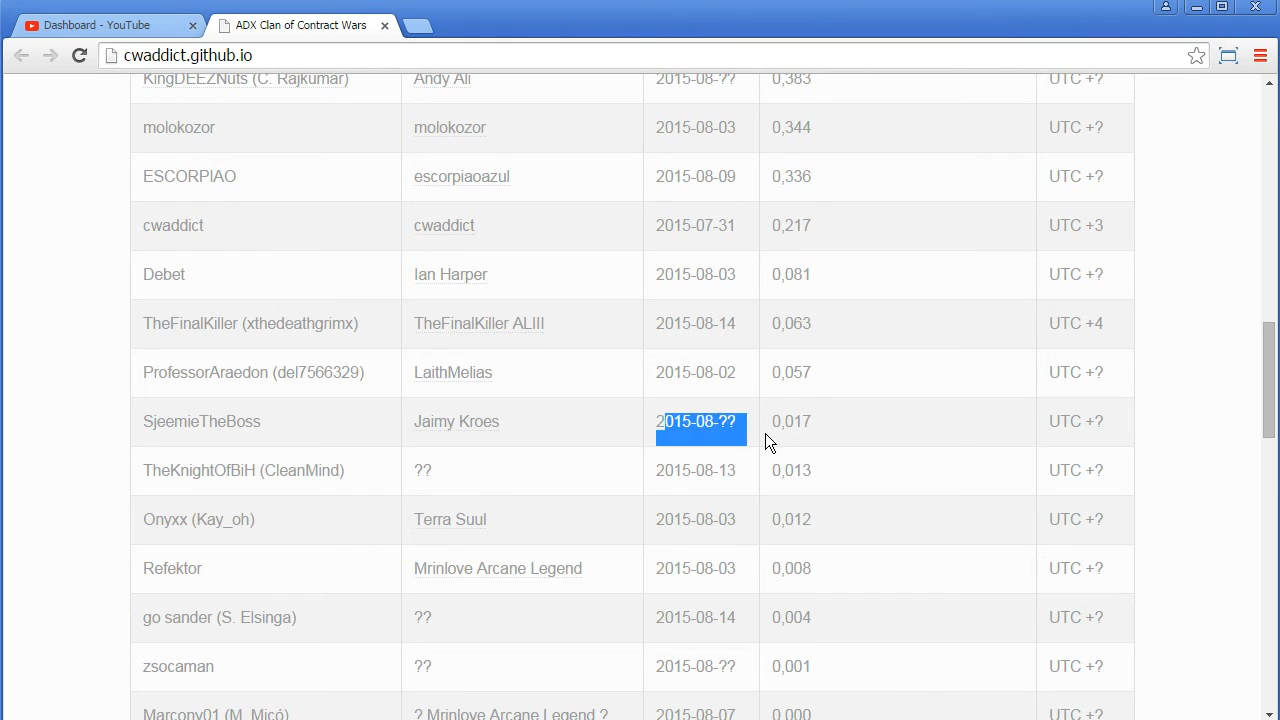 Dashboard - YouTube
ADX Clan of Contract Wars
cwaddict.github.io
KingDEEZNuts (C. Rajkumar) Andy Ali 2015-08-?? 0,383 UTC +?
molokozor molokozor 2015-08-03 0,344 UTC +?
ESCORPIAO escorpiaoazul 2015-08-09 0,336 UTC +?
cwaddict cwaddict 2015-07-31 0,217 UTC +3
Debet Ian Harper 2015-08-03 0,081 UTC +?
TheFinalKiller (xthedeathgrimx) TheFinalKiller ALIII 2015-08-14 0,063 UTC +4
ProfessorAraedon (del7566329) LaithMelias 2015-08-02 0,057 UTC +?
SjeemieTheBoss Jaimy Kroes 2015-08-?? 0,017 UTC +?
TheKnightOfBiH (CleanMind) ?? 2015-08-13 0,013 UTC +?
Onyxx (Kay_oh) Terra Suul 2015-08-03 0,012 UTC +?
Refektor Mrinlove Arcane Legend 2015-08-03 0,008 UTC +?
go sander (S. Elsinga) ?? 2015-08-14 0,004 UTC +?
zsocaman ?? 2015-08-?? 0,001 UTC +?
Marcony01 (M. Micó) ? Mrinlove Arcane Legend ? 2015-08-07 0,000 UTC +?